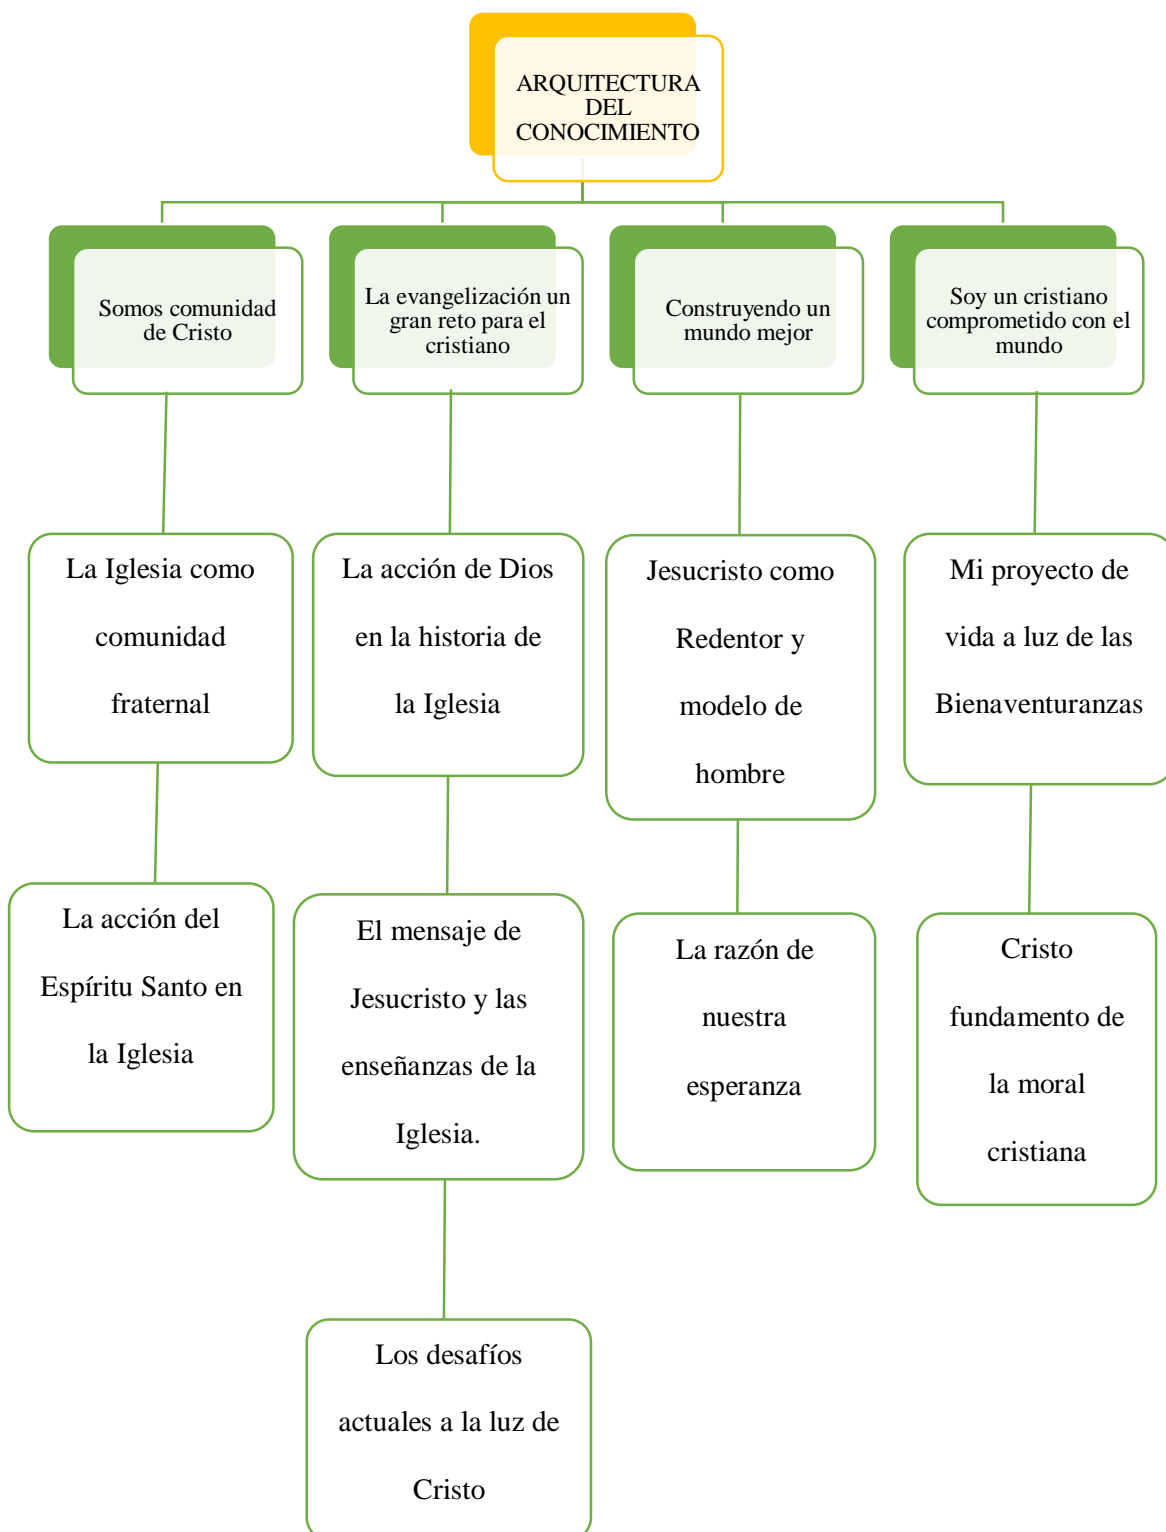 ARQUITECTURA
DEL
CONOCIMIENTO
Somos comunidad
de Cristo
La evangelización un
gran reto para el
cristiano
Construyendo un
mundo mejor
Soy un cristiano
comprometido con el
mundo
La Iglesia como
comunidad
fraternal
La acción de Dios
en la historia de
la Iglesia
Jesucristo como
Redentor y
modelo de
hombre
Mi proyecto de
vida a luz de las
Bienaventuranzas
La acción del
Espíritu Santo en
la Iglesia
El mensaje de
Jesucristo y las
enseñanzas de la
Iglesia.
La razón de
nuestra
esperanza
Cristo
fundamento de
la moral
cristiana
Los desafíos
actuales a la luz de
Cristo